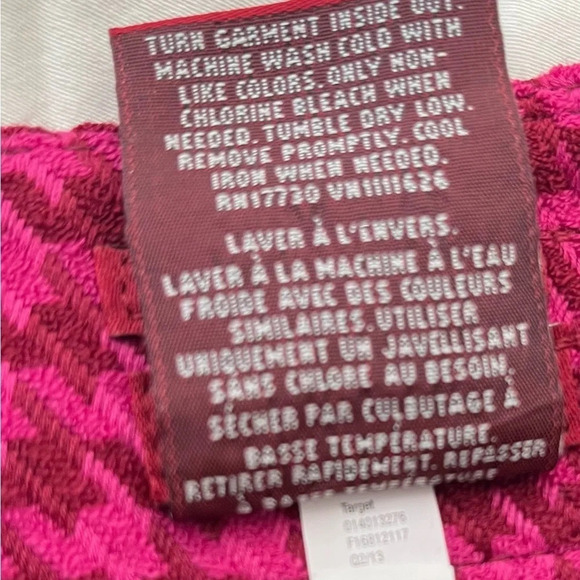 TURN GARMENT INSIDE OUT.
MACHINE WASH COLD WITH
LIKE COLORS. ONLY NON-
CHLORINE BLEACH WHEN
NEEDED. TUMBLE DRY LOW.
REMOVE PROMPTLY. COOL
IRON WHEN NEEDED.
RN17730 VN1111626
LAVER À L'ENVERS.
LAVER À LA MACHINE À L'EAU
FROIDE AVEC DES COULEURS
SIMILAIRES. UTILISER
UNIQUEMENT UN JAVELLISANT
SANS CHLORE AU BESOIN.
SÉCHER PAR CULBUTAGE À
BASSE TEMPÉRATURE.
RETIRER RAPIDEMENT. REPASSER
À
Target
014013276
F16812117
02/13